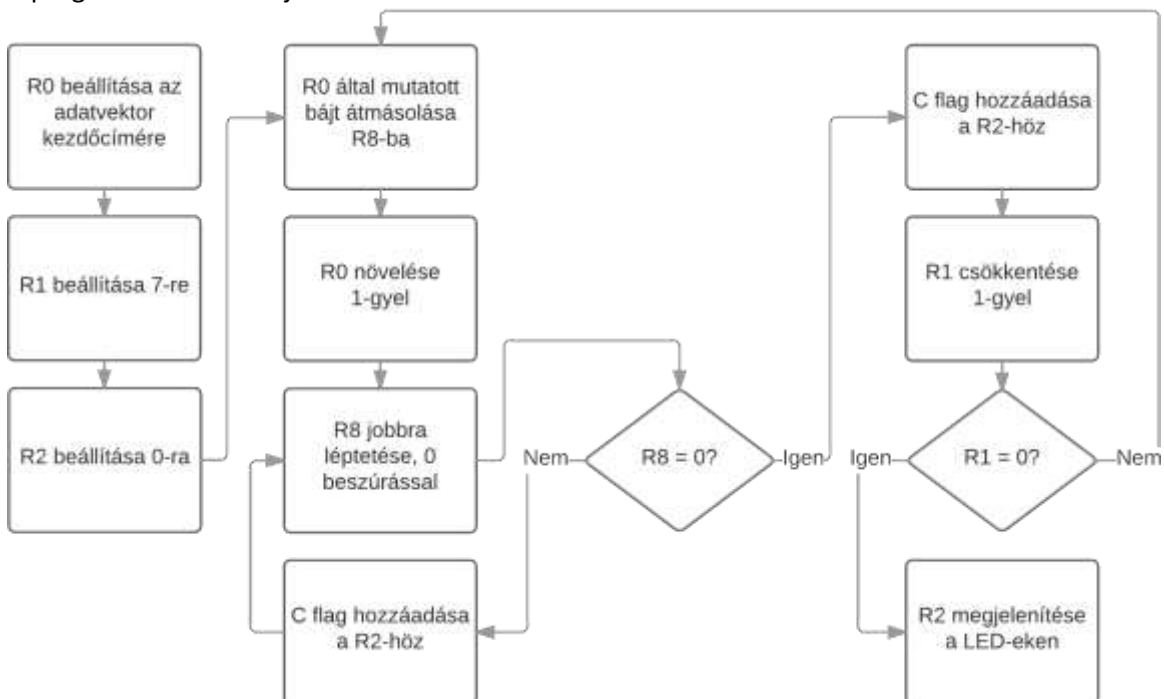 R0 beállítása az
adatvektor
kezdőcímére
R1 beállítása 7-re
R2 beállítása 0-ra
R0 által mutatott
bájt átmásolása
R8-ba
R0 növelése
1-gyel
R8 jobbra
léptetése, 0
beszúrással
C flag hozzáadása
a R2-höz
Nem
R8 = 0?
Igen
C flag hozzáadása
a R2-höz
R1 csökkentése
1-gyel
Igen
R1 = 0?
Nem
R2 megjelenítése
a LED-eken